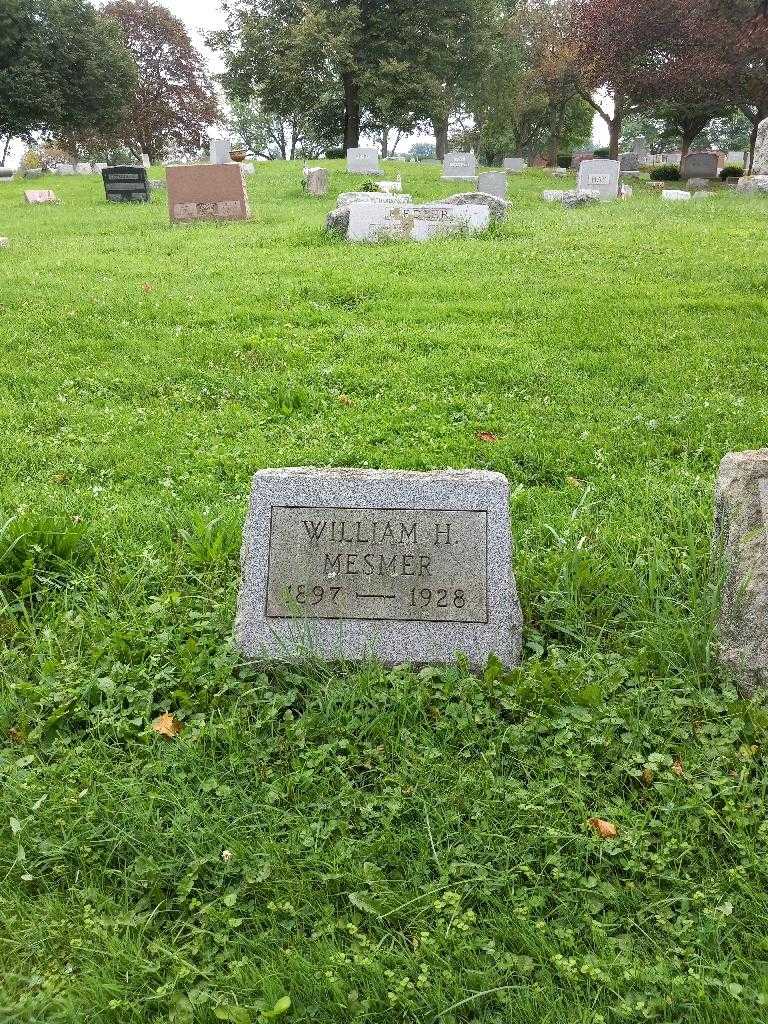 WILLIAM H.
MESMER
1897 — 1928